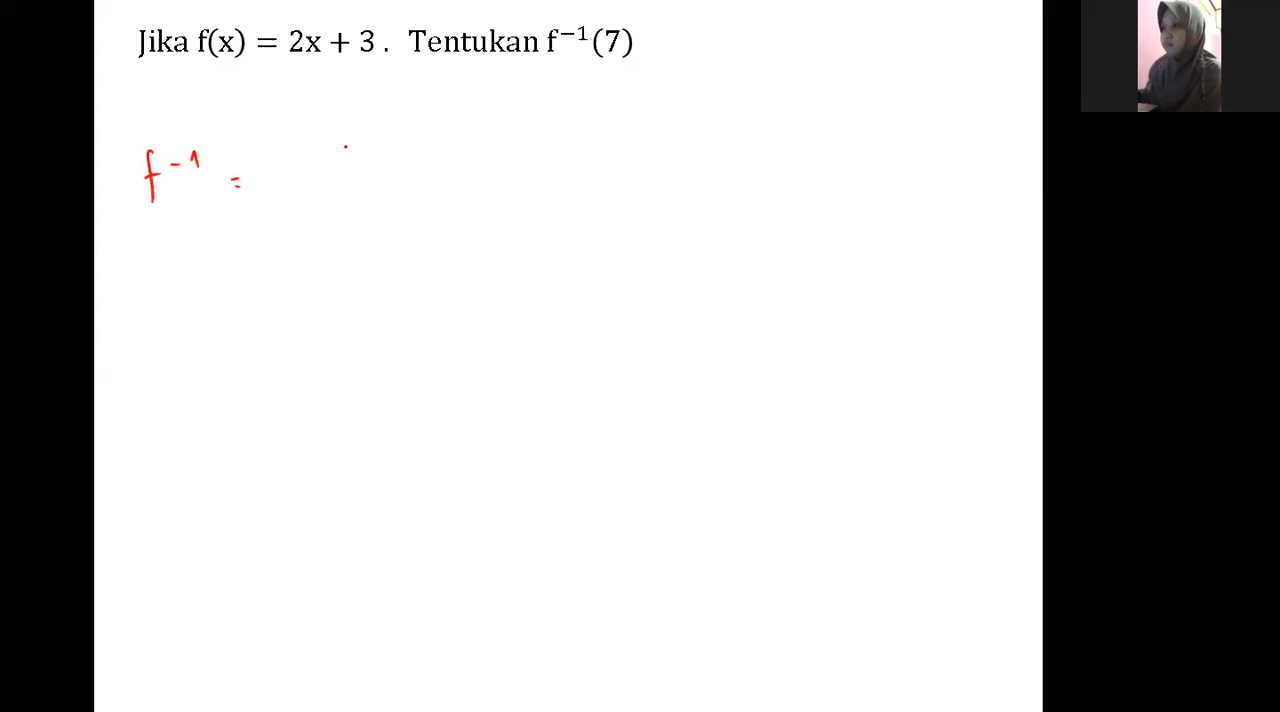 Jika f(x) = 2x + 3 . Tentukan f⁻¹(7)
f⁻¹ =